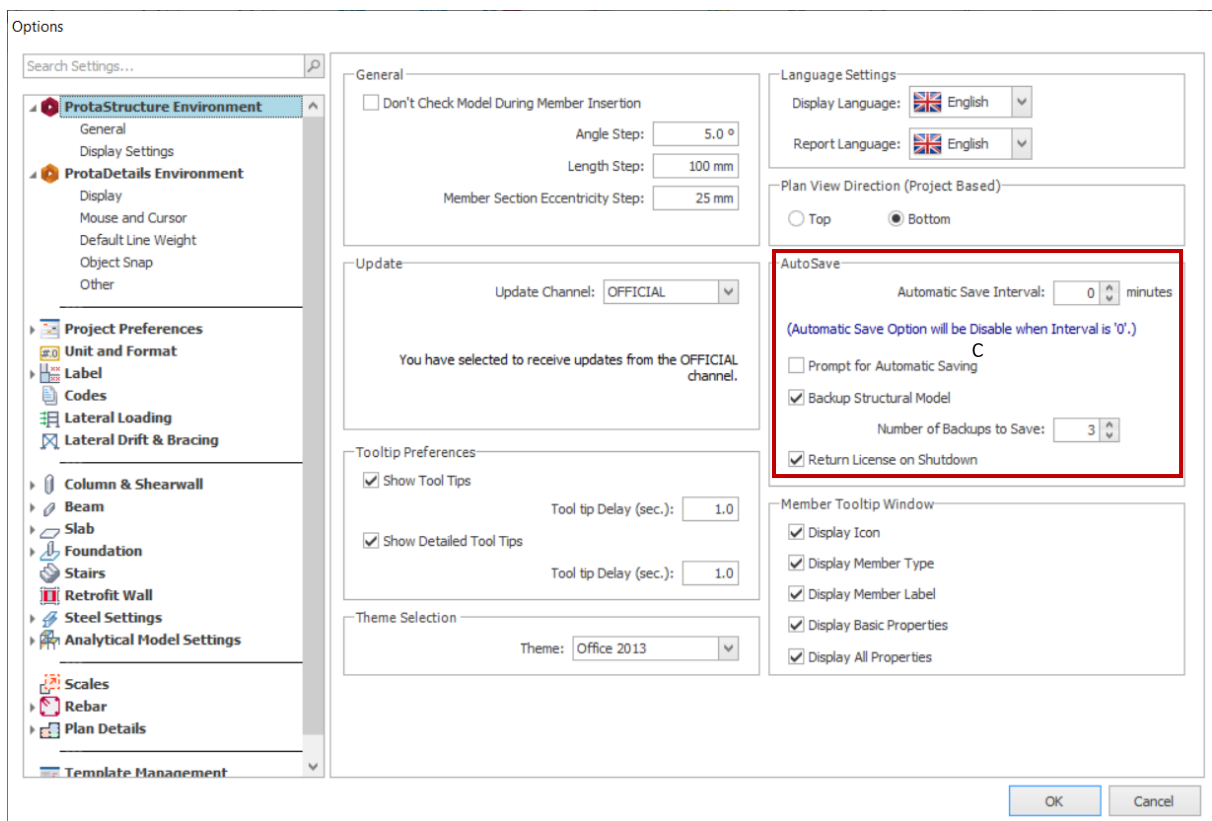 Options
Search Settings...
ProtaStructure Environment
General
Display Settings
ProtaDetails Environment
Display
Mouse and Cursor
Default Line Weight
Object Snap
Other
Project Preferences
#.0 Unit and Format
Label
Codes
Lateral Loading
Lateral Drift & Bracing
Column & Shearwall
Beam
Slab
Foundation
Stairs
Retrofit Wall
Steel Settings
Analytical Model Settings
Scales
Rebar
Plan Details
Template Management
General
Don't Check Model During Member Insertion
Angle Step: 5.0 º
Length Step: 100 mm
Member Section Eccentricity Step: 25 mm
Update
Update Channel: OFFICIAL
You have selected to receive updates from the OFFICIAL
channel.
Tooltip Preferences
Show Tool Tips
Tool tip Delay (sec.): 1.0
Show Detailed Tool Tips
Tool tip Delay (sec.): 1.0
Theme Selection
Theme: Office 2013
Language Settings
Display Language: English
Report Language: English
Plan View Direction (Project Based)
Top Bottom
AutoSave
Automatic Save Interval: 0 minutes
(Automatic Save Option will be Disable when Interval is '0'.)
C
Prompt for Automatic Saving
Backup Structural Model
Number of Backups to Save: 3
Return License on Shutdown
Member Tooltip Window
Display Icon
Display Member Type
Display Member Label
Display Basic Properties
Display All Properties
OK Cancel